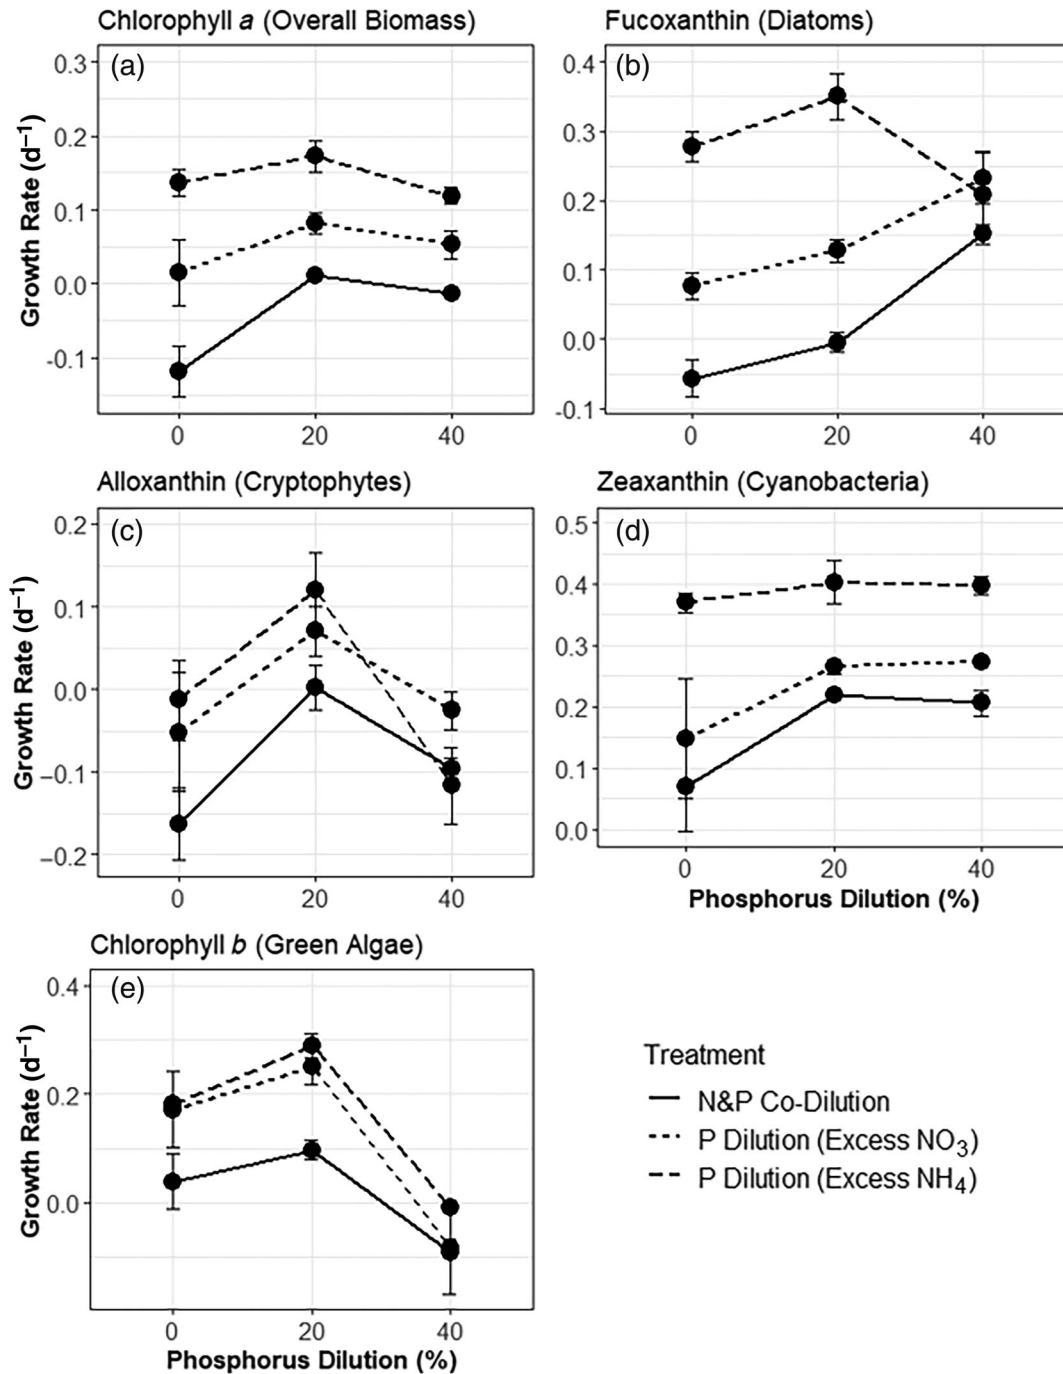 Chlorophyll a (Overall Biomass)
(a)
Growth Rate (d⁻¹)
0.3
0.2
0.1
0.0
-0.1
0 20 40
Fucoxanthin (Diatoms)
(b)
0.4
0.3
0.2
0.1
0.0
-0.1
0 20 40
Alloxanthin (Cryptophytes)
(c)
Growth Rate (d⁻¹)
0.2
0.1
0.0
−0.1
−0.2
0 20 40
Zeaxanthin (Cyanobacteria)
(d)
0.5
0.4
0.3
0.2
0.1
0.0
0 20 40
Phosphorus Dilution (%)
Chlorophyll b (Green Algae)
(e)
Growth Rate (d⁻¹)
0.4
0.2
0.0
0 20 40
Phosphorus Dilution (%)
Treatment
N&P Co-Dilution
P Dilution (Excess NO₃)
P Dilution (Excess NH₄)